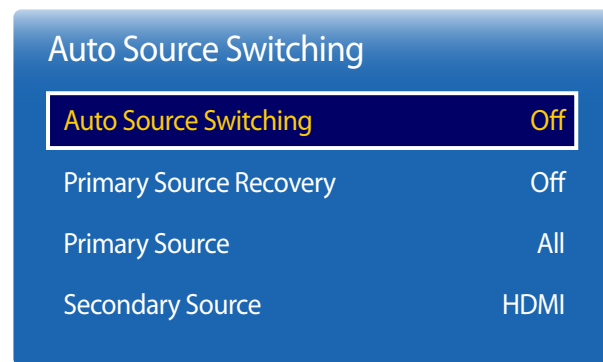 Auto Source Switching
Auto Source Switching Off
Primary Source Recovery Off
Primary Source All
Secondary Source HDMI